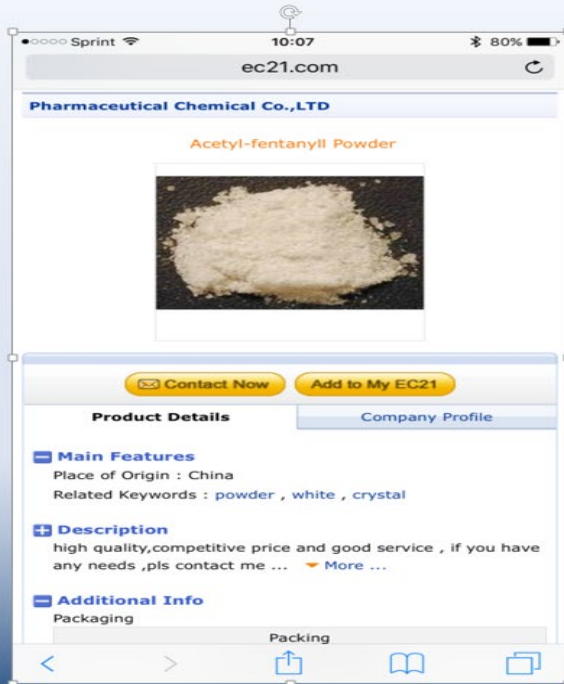 Sprint 10:07 80%
ec21.com
Pharmaceutical Chemical Co.,LTD
Acetyl-fentanyll Powder
Contact Now Add to My EC21
Product Details Company Profile
Main Features
Place of Origin : China
Related Keywords : powder , white , crystal
Description
high quality,competitive price and good service , if you have
any needs ,pls contact me ... More ...
Additional Info
Packaging
Packing